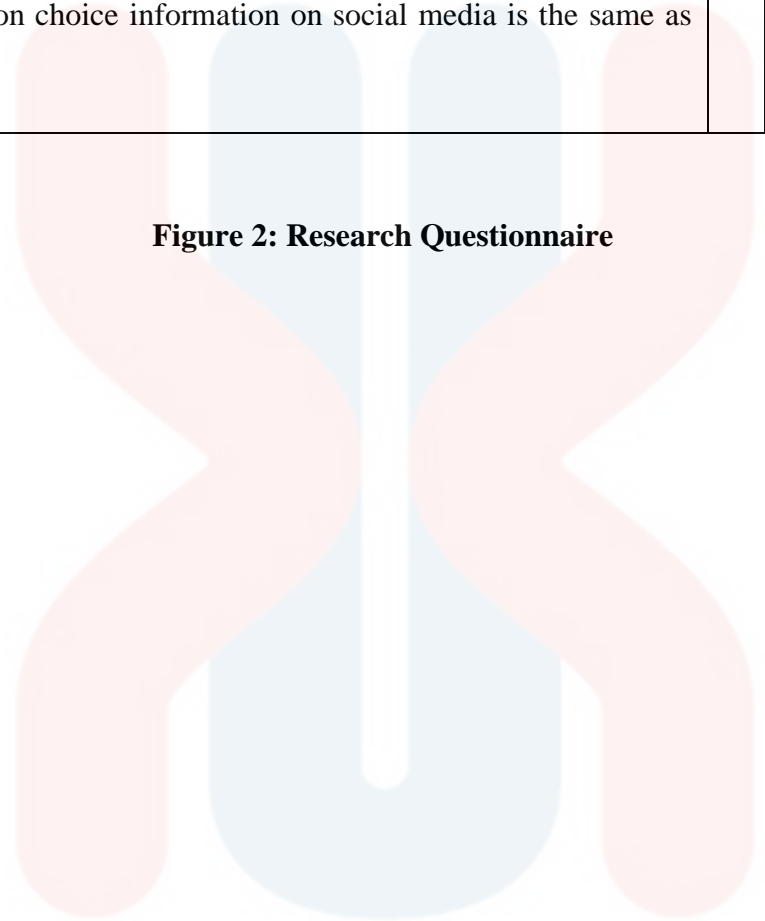 on choice information on social media is the same as
Figure 2: Research Questionnaire